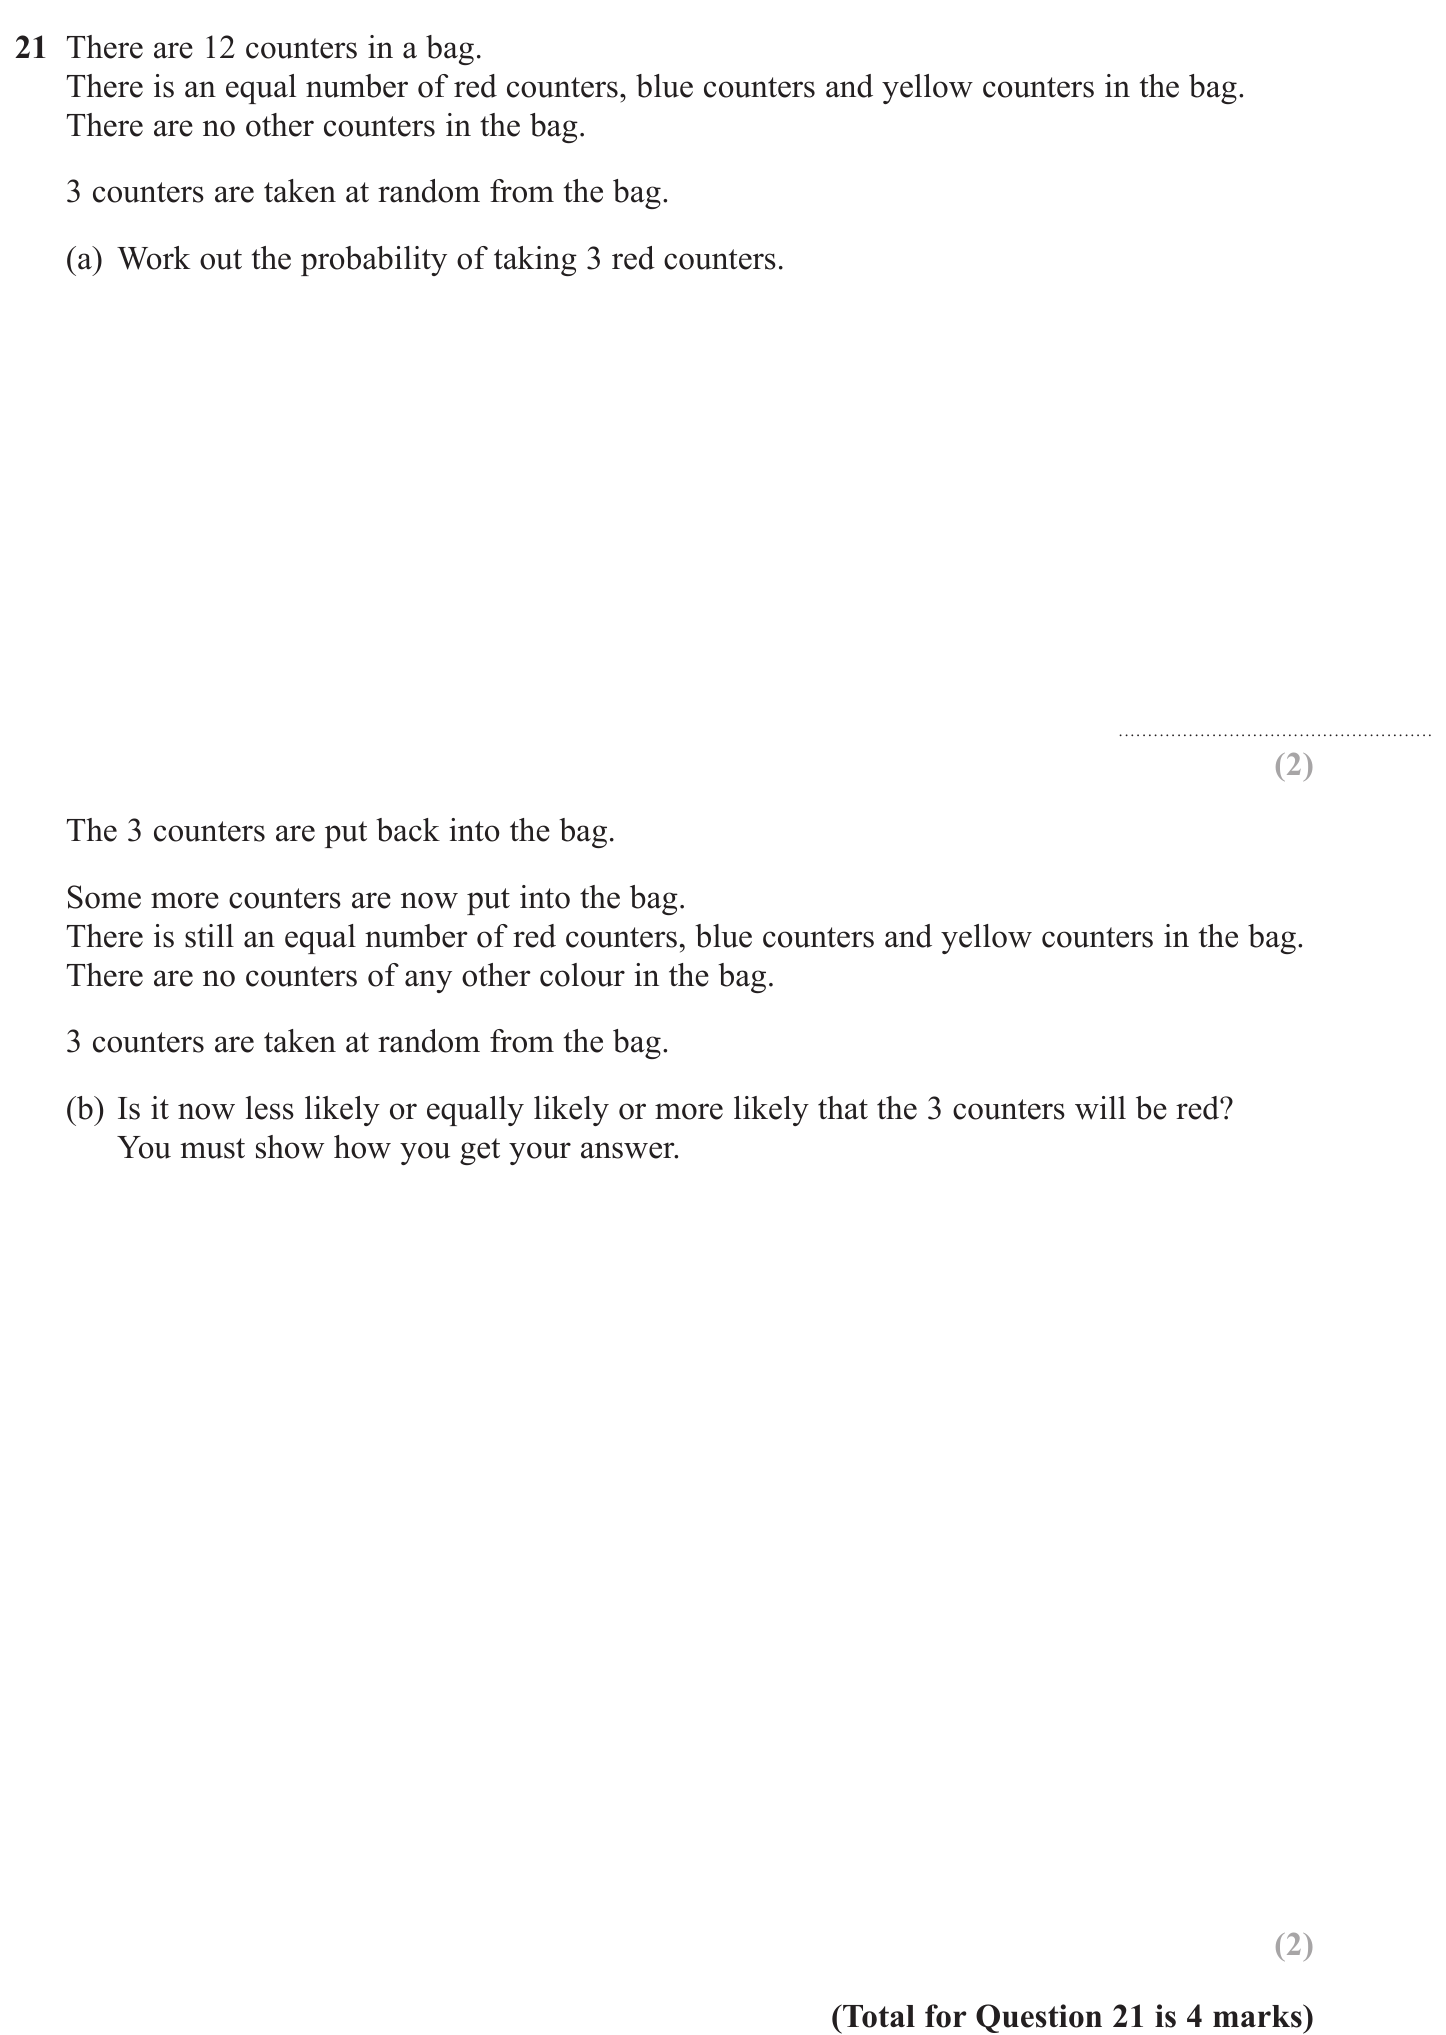 21 There are 12 counters in a bag.
There is an equal number of red counters, blue counters and yellow counters in the bag.
There are no other counters in the bag.
3 counters are taken at random from the bag.
(a) Work out the probability of taking 3 red counters.
(2)
The 3 counters are put back into the bag.
Some more counters are now put into the bag.
There is still an equal number of red counters, blue counters and yellow counters in the bag.
There are no counters of any other colour in the bag.
3 counters are taken at random from the bag.
(b) Is it now less likely or equally likely or more likely that the 3 counters will be red?
You must show how you get your answer.
(2)
(Total for Question 21 is 4 marks)